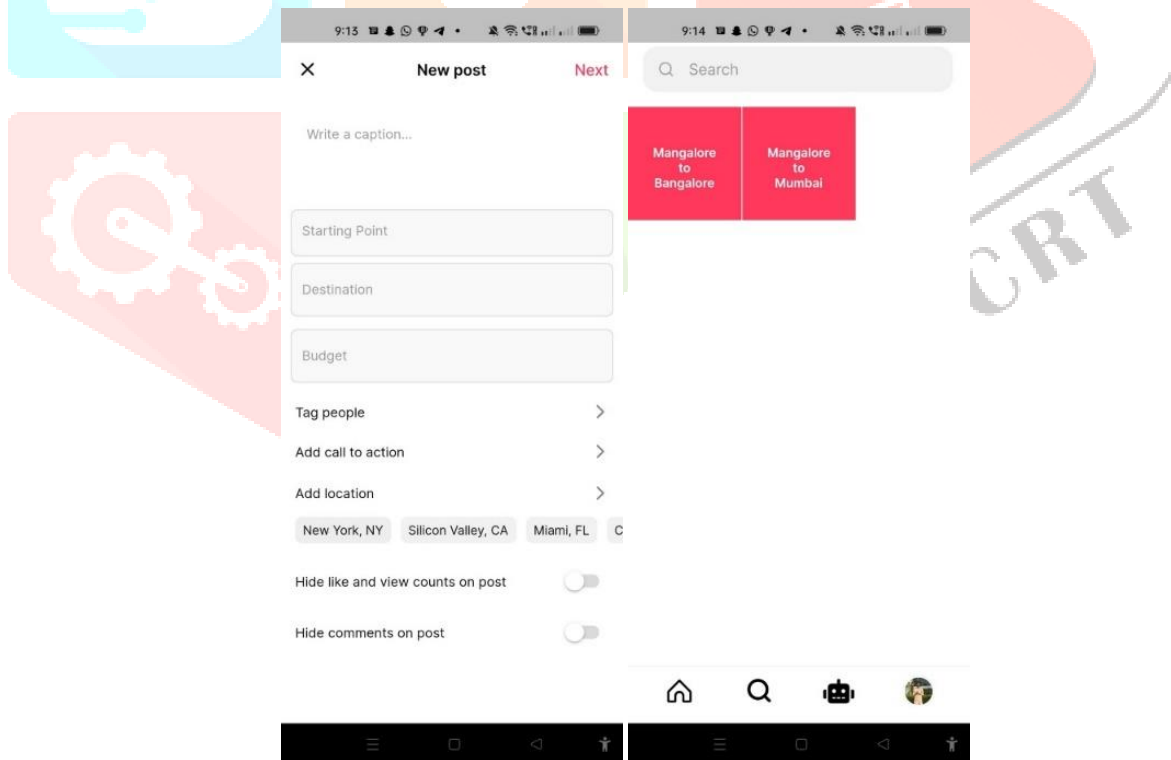 9:13
New post
Next
Write a caption...
Starting Point
Destination
Budget
Tag people
Add call to action
Add location
New York, NY
Silicon Valley, CA
Miami, FL
C
Hide like and view counts on post
Hide comments on post
9:14
Search
Mangalore
to
Bangalore
Mangalore
to
Mumbai
CRT